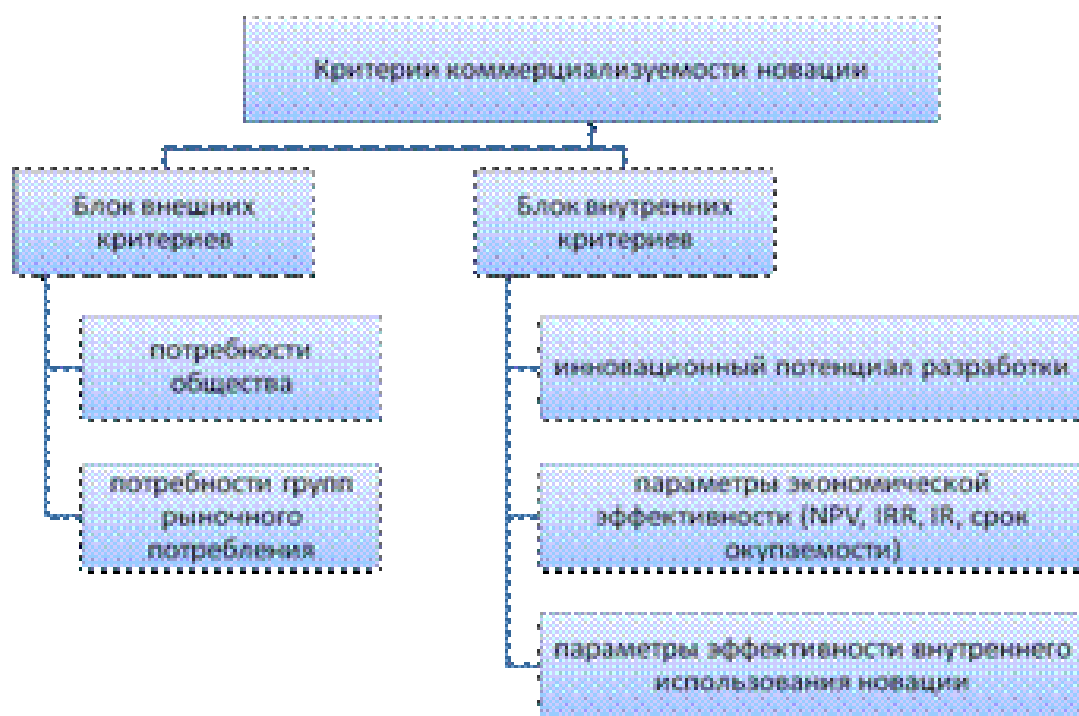 Критерии коммерциализуемости новации
Блок внешних
критериев
Блок внутренних
критериев
потребности
общества
потребности групп
рыночного
потребления
инновационный потенциал разработки
параметры экономической
эффективности (NPV, IRR, IR, срок
окупаемости)
параметры эффективности внутреннего
использования новации